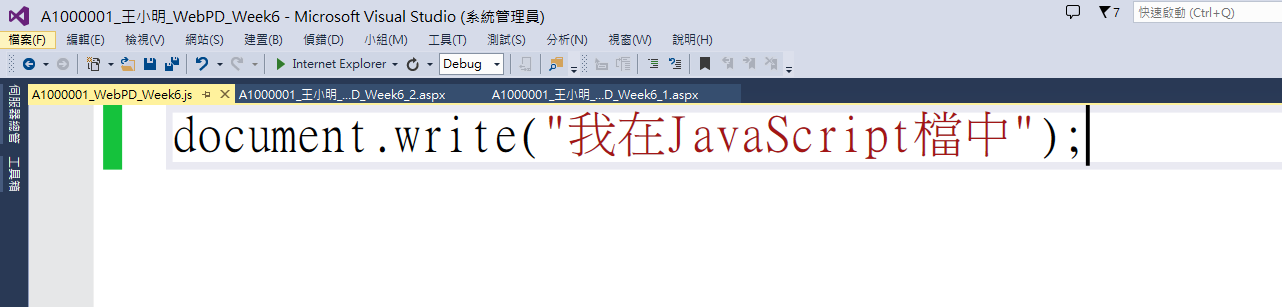 A1000001_王小明_WebPD_Week6 - Microsoft Visual Studio (系統管理員)
7
快速啟動 (Ctrl+Q)
檔案(F) 編輯(E) 檢視(V) 網站(S) 建置(B) 偵錯(D) 小組(M) 工具(T) 測試(S) 分析(N) 視窗(W) 說明(H)
Internet Explorer Debug
A1000001_WebPD_Week6.js A1000001_王小明_...D_Week6_2.aspx A1000001_王小明_...D_Week6_1.aspx
伺服器總管
工具箱
document.write("我在JavaScript檔中");